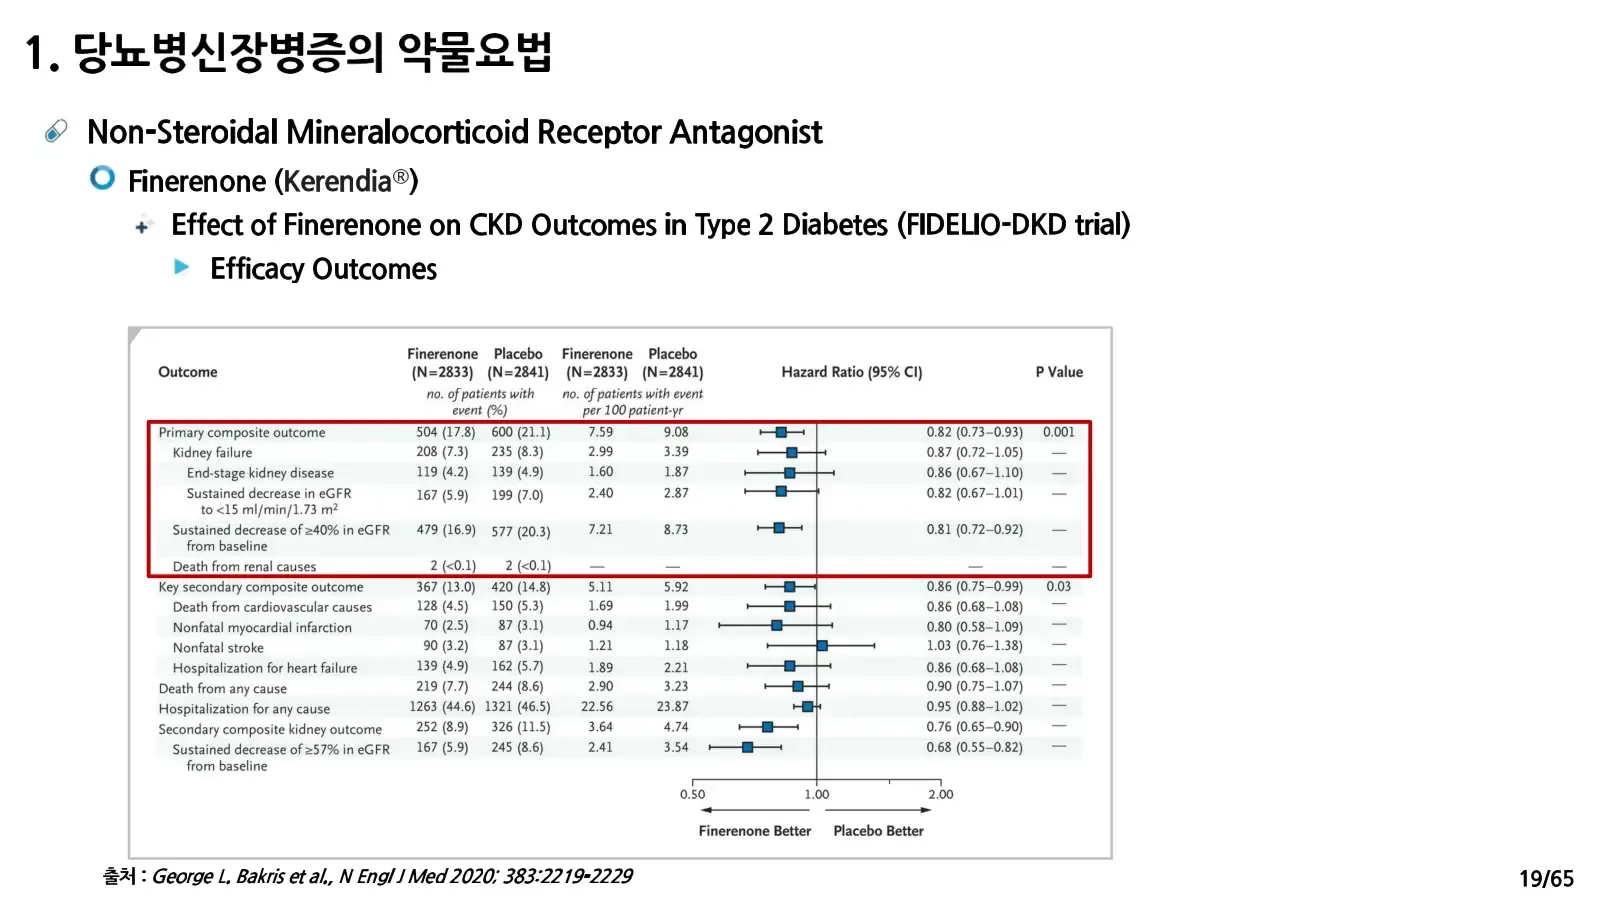 1. 당뇨병신장병증의 약물요법
Non-Steroidal Mineralocorticoid Receptor Antagonist
Finerenone (Kerendia®)
Effect of Finerenone on CKD Outcomes in Type 2 Diabetes (FIDELIO-DKD trial)
Efficacy Outcomes
Outcome Finerenone (N=2833) Placebo (N=2841) Finerenone (N=2833) Placebo (N=2841) Hazard Ratio (95% CI) P Value
no. of patients with event (%) no. of patients with event per 100 patient-yr
Primary composite outcome 504 (17.8) 600 (21.1) 7.59 9.08 0.82 (0.73–0.93) 0.001
Kidney failure 208 (7.3) 235 (8.3) 2.99 3.39 0.87 (0.72–1.05) —
End-stage kidney disease 119 (4.2) 139 (4.9) 1.60 1.87 0.86 (0.67–1.10) —
Sustained decrease in eGFR 167 (5.9) 199 (7.0) 2.40 2.87 0.82 (0.67–1.01) —
to <15 ml/min/1.73 m²
Sustained decrease of ≥40% in eGFR 479 (16.9) 577 (20.3) 7.21 8.73 0.81 (0.72–0.92) —
from baseline
Death from renal causes 2 (<0.1) 2 (<0.1) — — — —
Key secondary composite outcome 367 (13.0) 420 (14.8) 5.11 5.92 0.86 (0.75–0.99) 0.03
Death from cardiovascular causes 128 (4.5) 150 (5.3) 1.69 1.99 0.86 (0.68–1.08) —
Nonfatal myocardial infarction 70 (2.5) 87 (3.1) 0.94 1.17 0.80 (0.58–1.09) —
Nonfatal stroke 90 (3.2) 87 (3.1) 1.21 1.18 1.03 (0.76–1.38) —
Hospitalization for heart failure 139 (4.9) 162 (5.7) 1.89 2.21 0.86 (0.68–1.08) —
Death from any cause 219 (7.7) 244 (8.6) 2.90 3.23 0.90 (0.75–1.07) —
Hospitalization for any cause 1263 (44.6) 1321 (46.5) 22.56 23.87 0.95 (0.88–1.02) —
Secondary composite kidney outcome 252 (8.9) 326 (11.5) 3.64 4.74 0.76 (0.65–0.90) —
Sustained decrease of ≥57% in eGFR 167 (5.9) 245 (8.6) 2.41 3.54 0.68 (0.55–0.82) —
from baseline
0.50 1.00 2.00
Finerenone Better Placebo Better
출처 : George L. Bakris et al., N Engl J Med 2020; 383:2219-2229
19/65